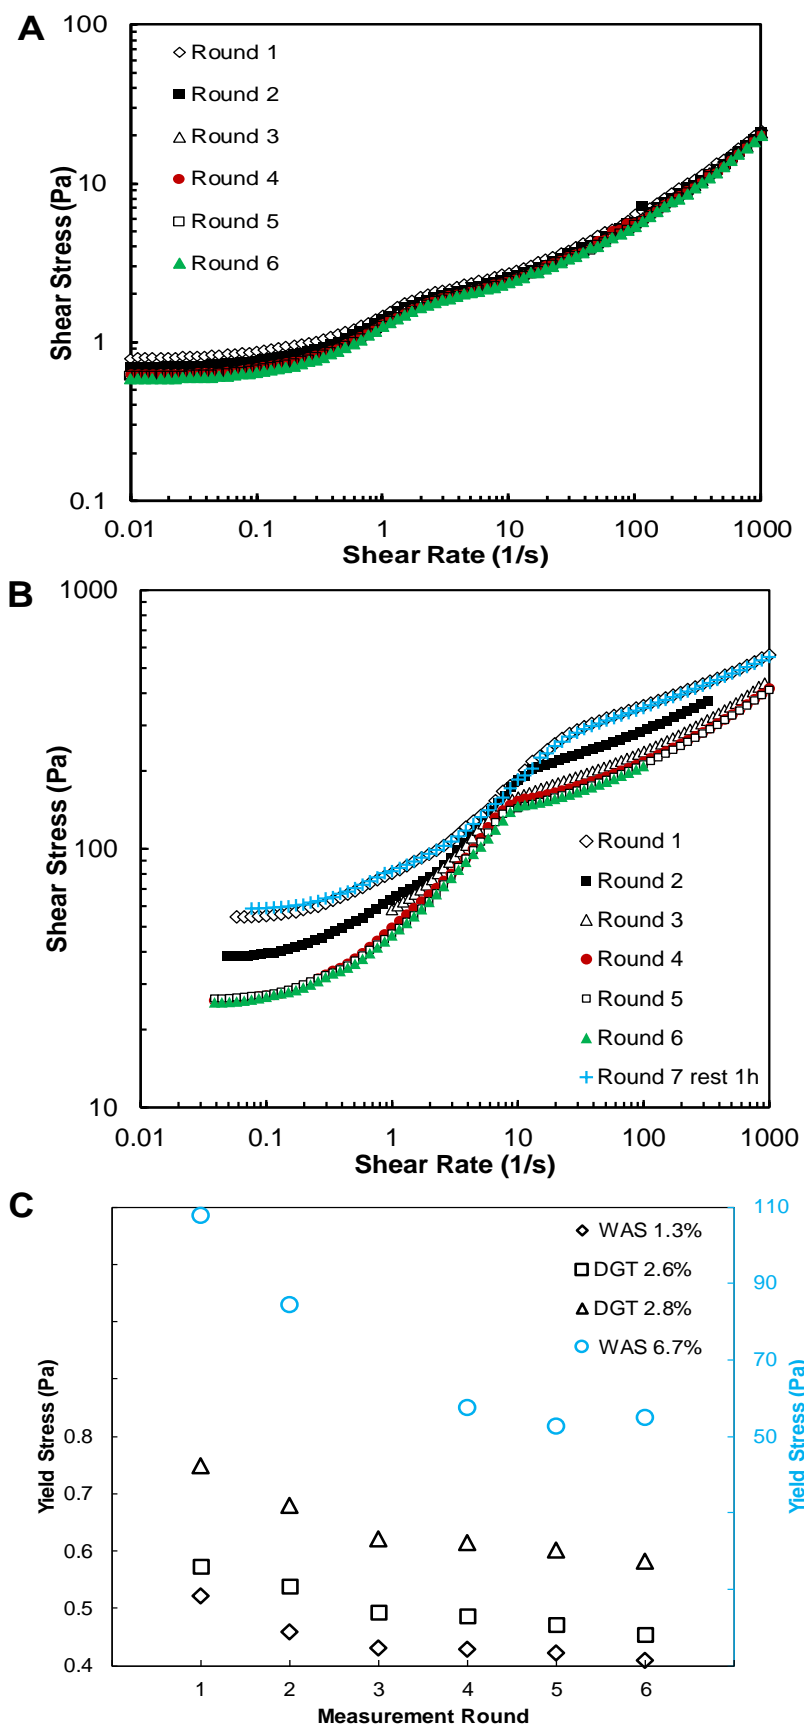 A
100
10
1
0.1
Shear Stress (Pa)
Round 1
Round 2
Round 3
Round 4
Round 5
Round 6
0.01 0.1 1 10 100 1000
Shear Rate (1/s)
B
1000
100
10
Shear Stress (Pa)
Round 1
Round 2
Round 3
Round 4
Round 5
Round 6
Round 7 rest 1h
0.01 0.1 1 10 100 1000
Shear Rate (1/s)
C
0.8
0.7
0.6
0.5
0.4
Yield Stress (Pa)
WAS 1.3%
DGT 2.6%
DGT 2.8%
WAS 6.7%
110
90
70
50
Yield Stress (Pa)
1 2 3 4 5 6
Measurement Round